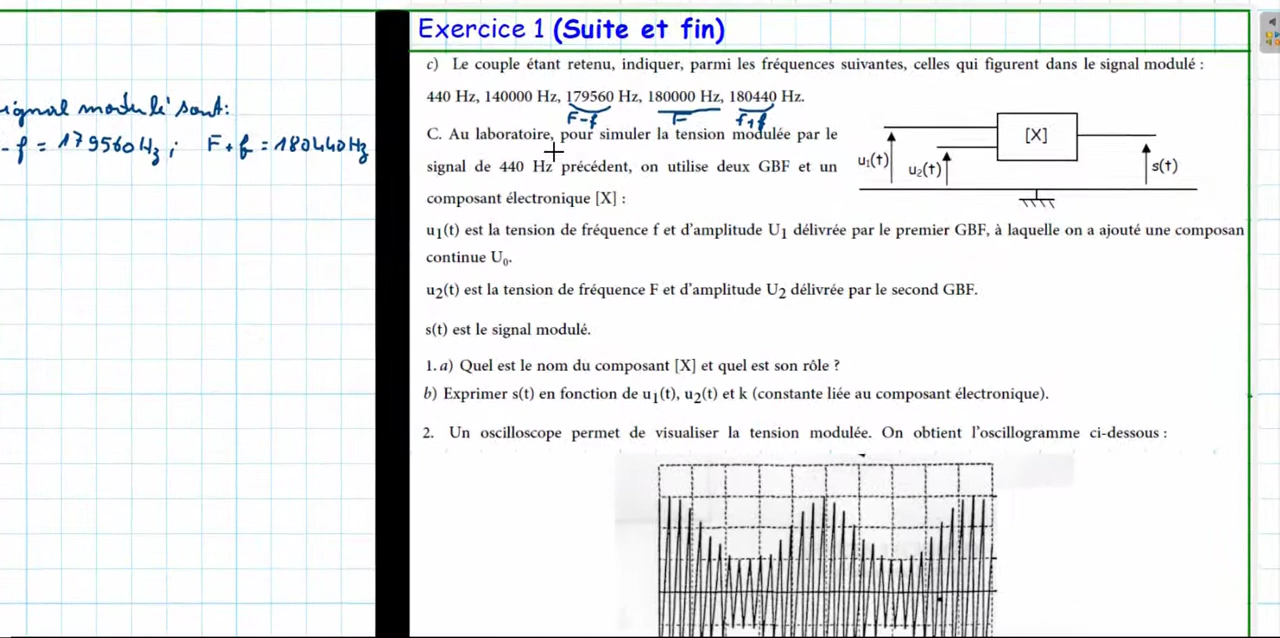 Exercice 1 (Suite et fin)
c) Le couple étant retenu, indiquer, parmi les fréquences suivantes, celles qui figurent dans le signal modulé :
440 Hz, 140000 Hz, 179560 Hz, 180000 Hz, 180440 Hz.
F-f F f+f
ignal modulé sont:
- f = 179560Hz; F+f = 180440Hz
C. Au laboratoire, pour simuler la tension modulée par le
signal de 440 Hz précédent, on utilise deux GBF et un
composant électronique [X] :
[X]
u₁(t)
u₂(t)
s(t)
u₁(t) est la tension de fréquence f et d'amplitude U₁ délivrée par le premier GBF, à laquelle on a ajouté une composan
continue U₀.
u₂(t) est la tension de fréquence F et d'amplitude U₂ délivrée par le second GBF.
s(t) est le signal modulé.
1. a) Quel est le nom du composant [X] et quel est son rôle ?
b) Exprimer s(t) en fonction de u₁(t), u₂(t) et k (constante liée au composant électronique).
2. Un oscilloscope permet de visualiser la tension modulée. On obtient l'oscillogramme ci-dessous :